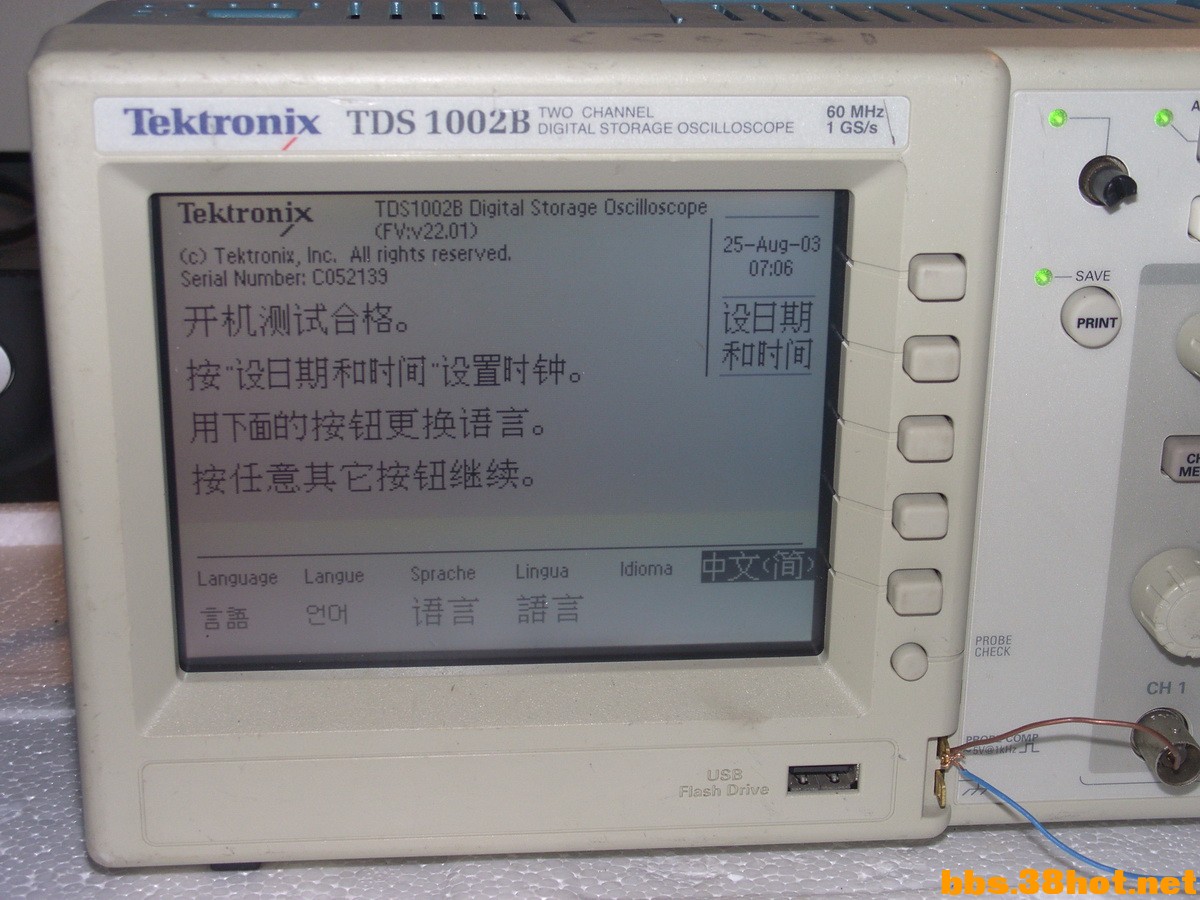 Tektronix TDS 1002B TWO CHANNEL DIGITAL STORAGE OSCILLOSCOPE 60 MHz 1 GS/s
Tektronix
TDS1002B Digital Storage Oscilloscope
(FV:v22.01)
(c) Tektronix, Inc. All rights reserved.
Serial Number: C052139
25-Aug-03
07:06
设日期
和时间
开机测试合格。
按"设日期和时间"设置时钟。
用下面的按钮更换语言。
按任意其它按钮继续。
Language Langue Sprache Lingua Idioma 中文(简)
言語 언어 语言 語言
SAVE
PRINT
PROBE
CHECK
CH 1
PROBE COMP
~5V@1kHz
USB
Flash Drive
bbs.38hot.net